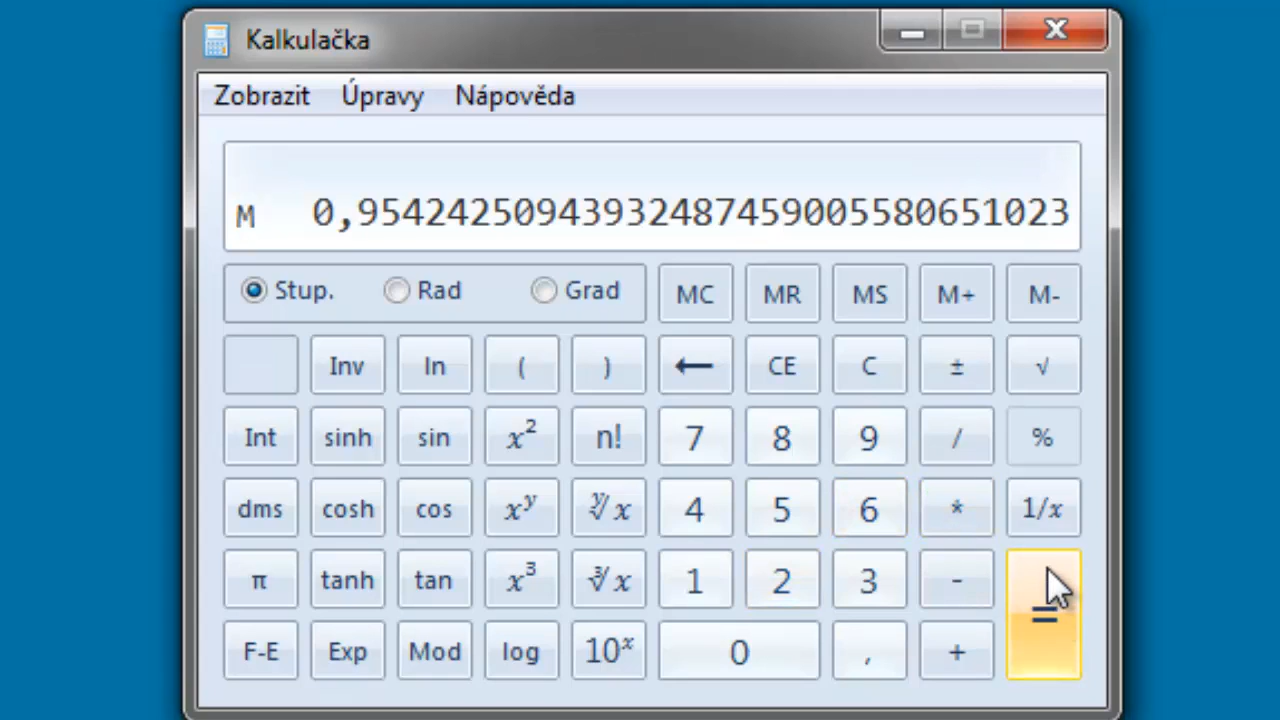 Kalkulačka
Zobrazit Úpravy Nápověda
M 0,95424250943932487459005580651023
Stup. Rad Grad MC MR MS M+ M-
Inv In ( ) ← CE C ± √
Int sinh sin x² n! 7 8 9 / %
dms cosh cos xʸ ʸ√x 4 5 6 * 1/x
π tanh tan x³ ³√x 1 2 3 - =
F-E Exp Mod log 10ˣ 0 , +